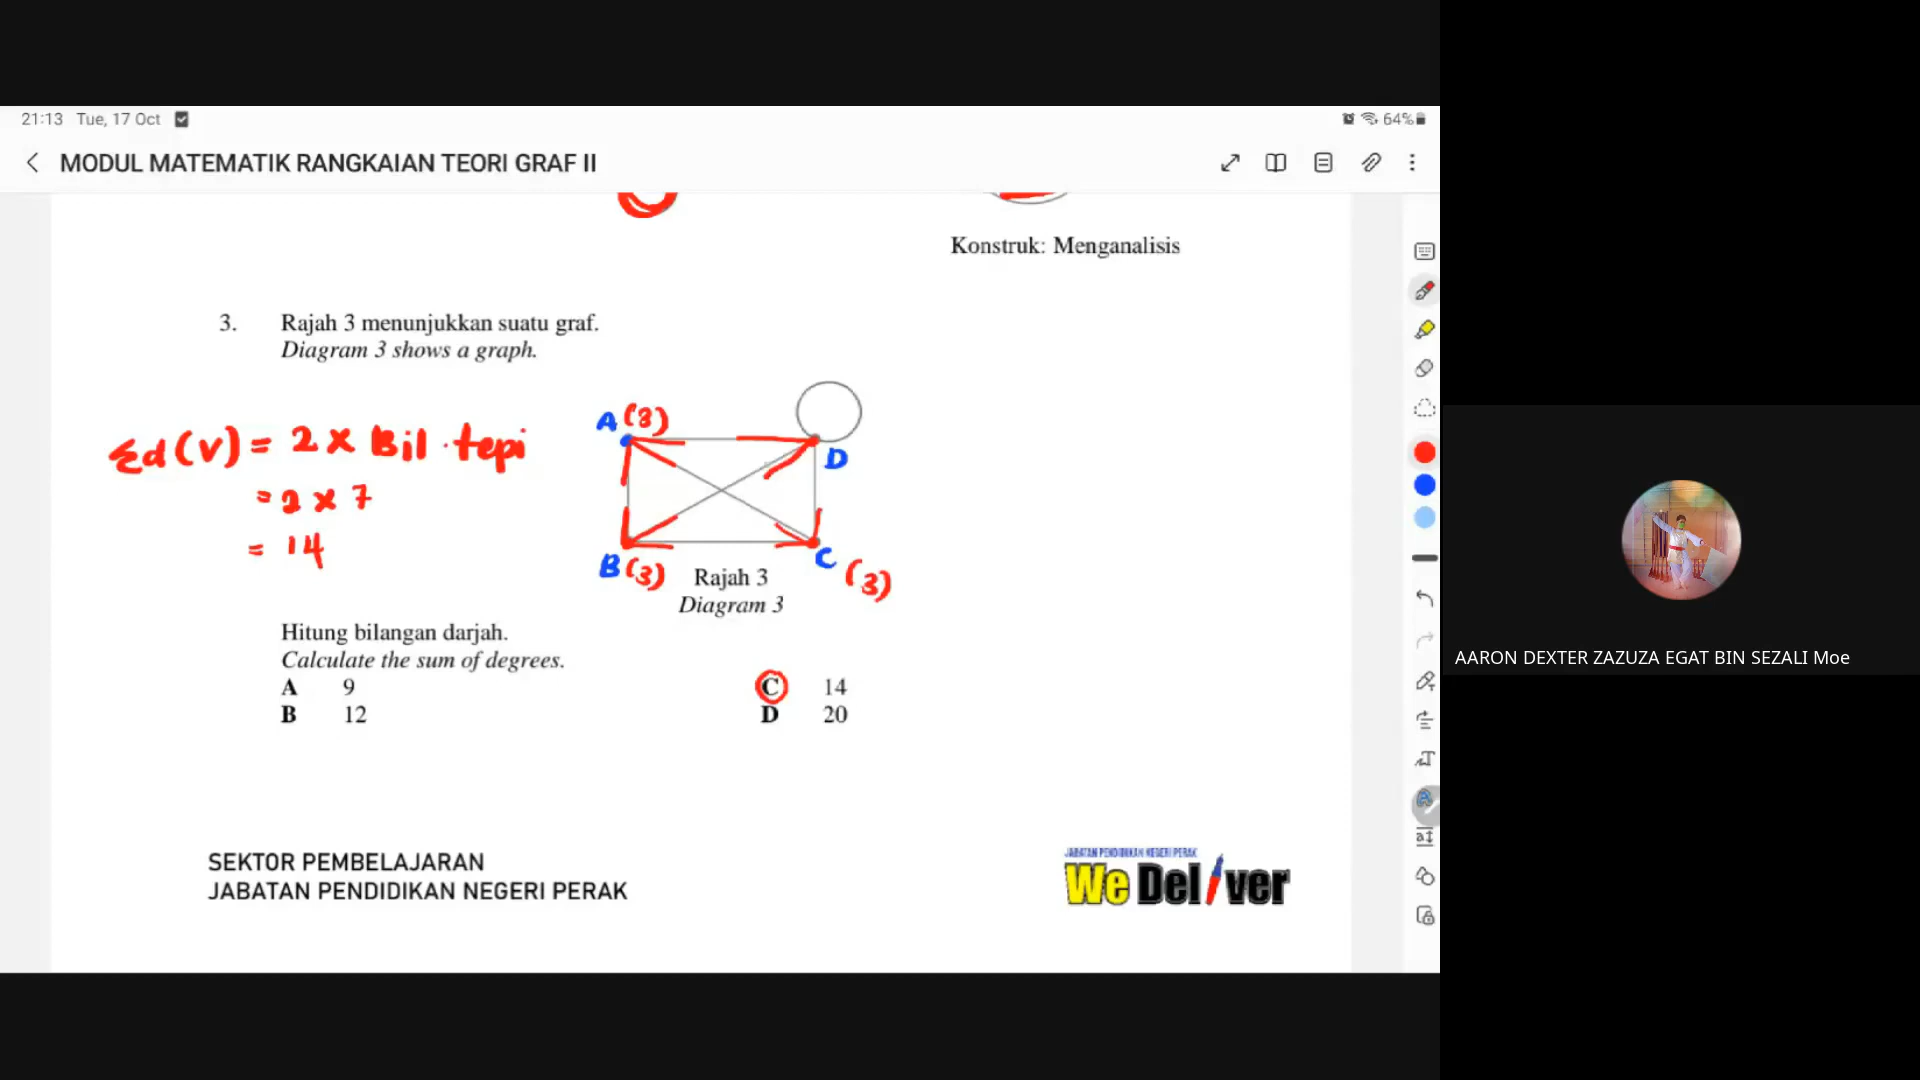 21:13 Tue, 17 Oct
64%
MODUL MATEMATIK RANGKAIAN TEORI GRAF II
Konstruk: Menganalisis
3. Rajah 3 menunjukkan suatu graf.
Diagram 3 shows a graph.
Σd(V) = 2 x Bil. tepi
= 2 x 7
= 14
A (3)
D
B (3)
C (3)
Rajah 3
Diagram 3
Hitung bilangan darjah.
Calculate the sum of degrees.
A 9
C 14
B 12
D 20
SEKTOR PEMBELAJARAN
JABATAN PENDIDIKAN NEGERI PERAK
JABATAN PENDIDIKAN NEGERI PERAK
We Deliver
AARON DEXTER ZAZUZA EGAT BIN SEZALI Moe